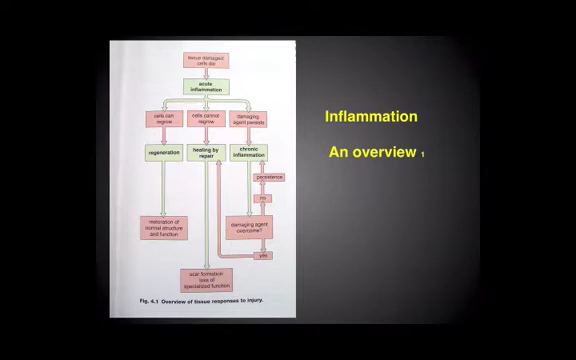 tissue damaged
cells die
acute
inflammation
cells can
regrow
cells cannot
regrow
damaging
agent persists
regeneration
healing by
repair
chronic
inflammation
persistence
no
restoration of
normal structure
and function
damaging agent
overcome?
yes
scar formation
loss of
specialized function
Fig. 4.1 Overview of tissue responses to injury.
Inflammation
An overview 1